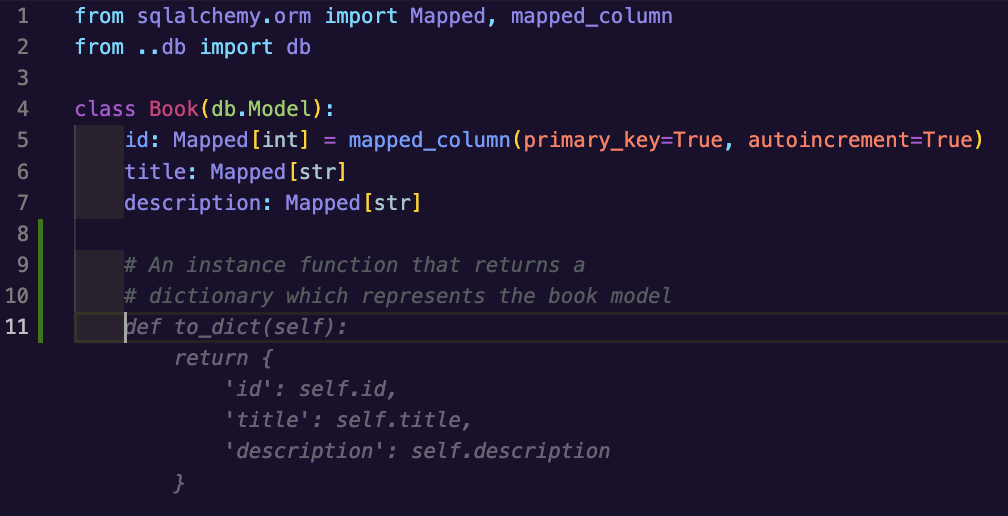 1 from sqlalchemy.orm import Mapped, mapped_column
2 from ..db import db
3
4 class Book(db.Model):
5     id: Mapped[int] = mapped_column(primary_key=True, autoincrement=True)
6     title: Mapped[str]
7     description: Mapped[str]
8
9     # An instance function that returns a
10     # dictionary which represents the book model
11     def to_dict(self):
        return {
            'id': self.id,
            'title': self.title,
            'description': self.description
        }